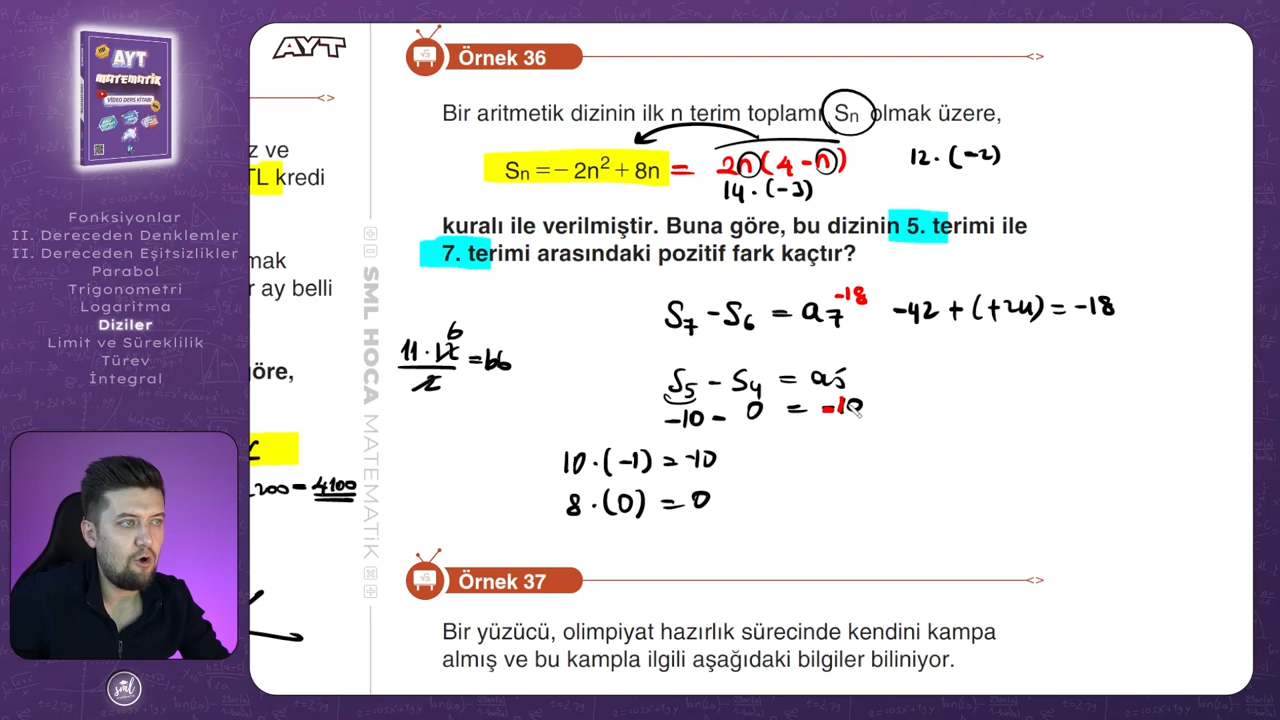 AYT
MATEMATİK
VİDEO DERS KİTABI
Fonksiyonlar
II. Dereceden Denklemler
II. Dereceden Eşitsizlikler
Parabol
Trigonometri
Logaritma
Diziler
Limit ve Süreklilik
Türev
İntegral
sml
AYT
z ve
TL kredi
mak
r ay belli
öre,
200 = 4100
SML HOCA MATEMATİK
Örnek 36
Bir aritmetik dizinin ilk n terim toplamı Sn olmak üzere,
Sn = – 2n² + 8n = 2n(4-n)
12 · (-2)
14 · (-3)
kuralı ile verilmiştir. Buna göre, bu dizinin 5. terimi ile
7. terimi arasındaki pozitif fark kaçtır?
S7 - S6 = a7 -18
-42 + (+24) = -18
11 · 12 6
2 = 66
S5 - S4 = a5
-10 - 0 = -10
10 · (-1) = -10
8 · (0) = 0
Örnek 37
Bir yüzücü, olimpiyat hazırlık sürecinde kendini kampa
almış ve bu kampla ilgili aşağıdaki bilgiler biliniyor.